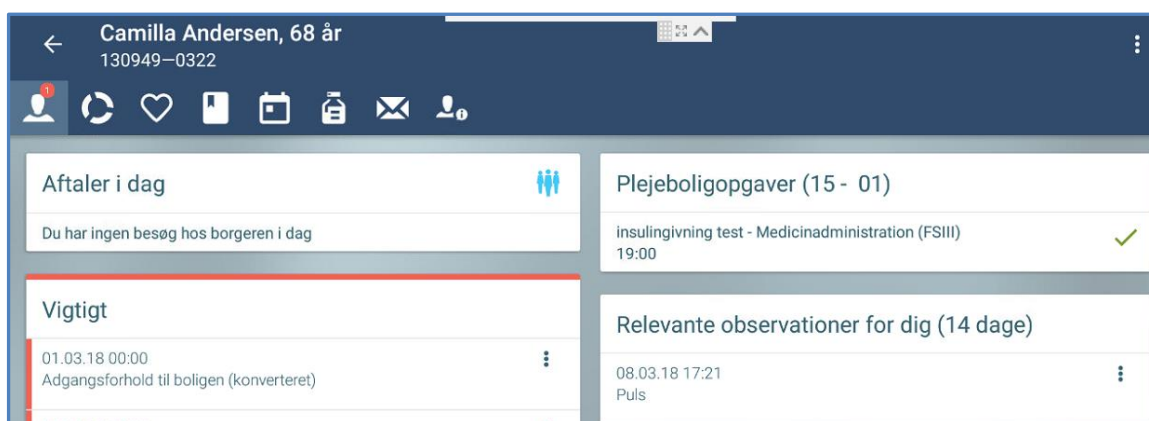 Camilla Andersen, 68 år
130949–0322
1
Aftaler i dag
Du har ingen besøg hos borgeren i dag
Vigtigt
01.03.18 00:00
Adgangsforhold til boligen (konverteret)
Plejeboligopgaver (15 - 01)
insulingivning test - Medicinadministration (FSIII)
19:00
Relevante observationer for dig (14 dage)
08.03.18 17:21
Puls